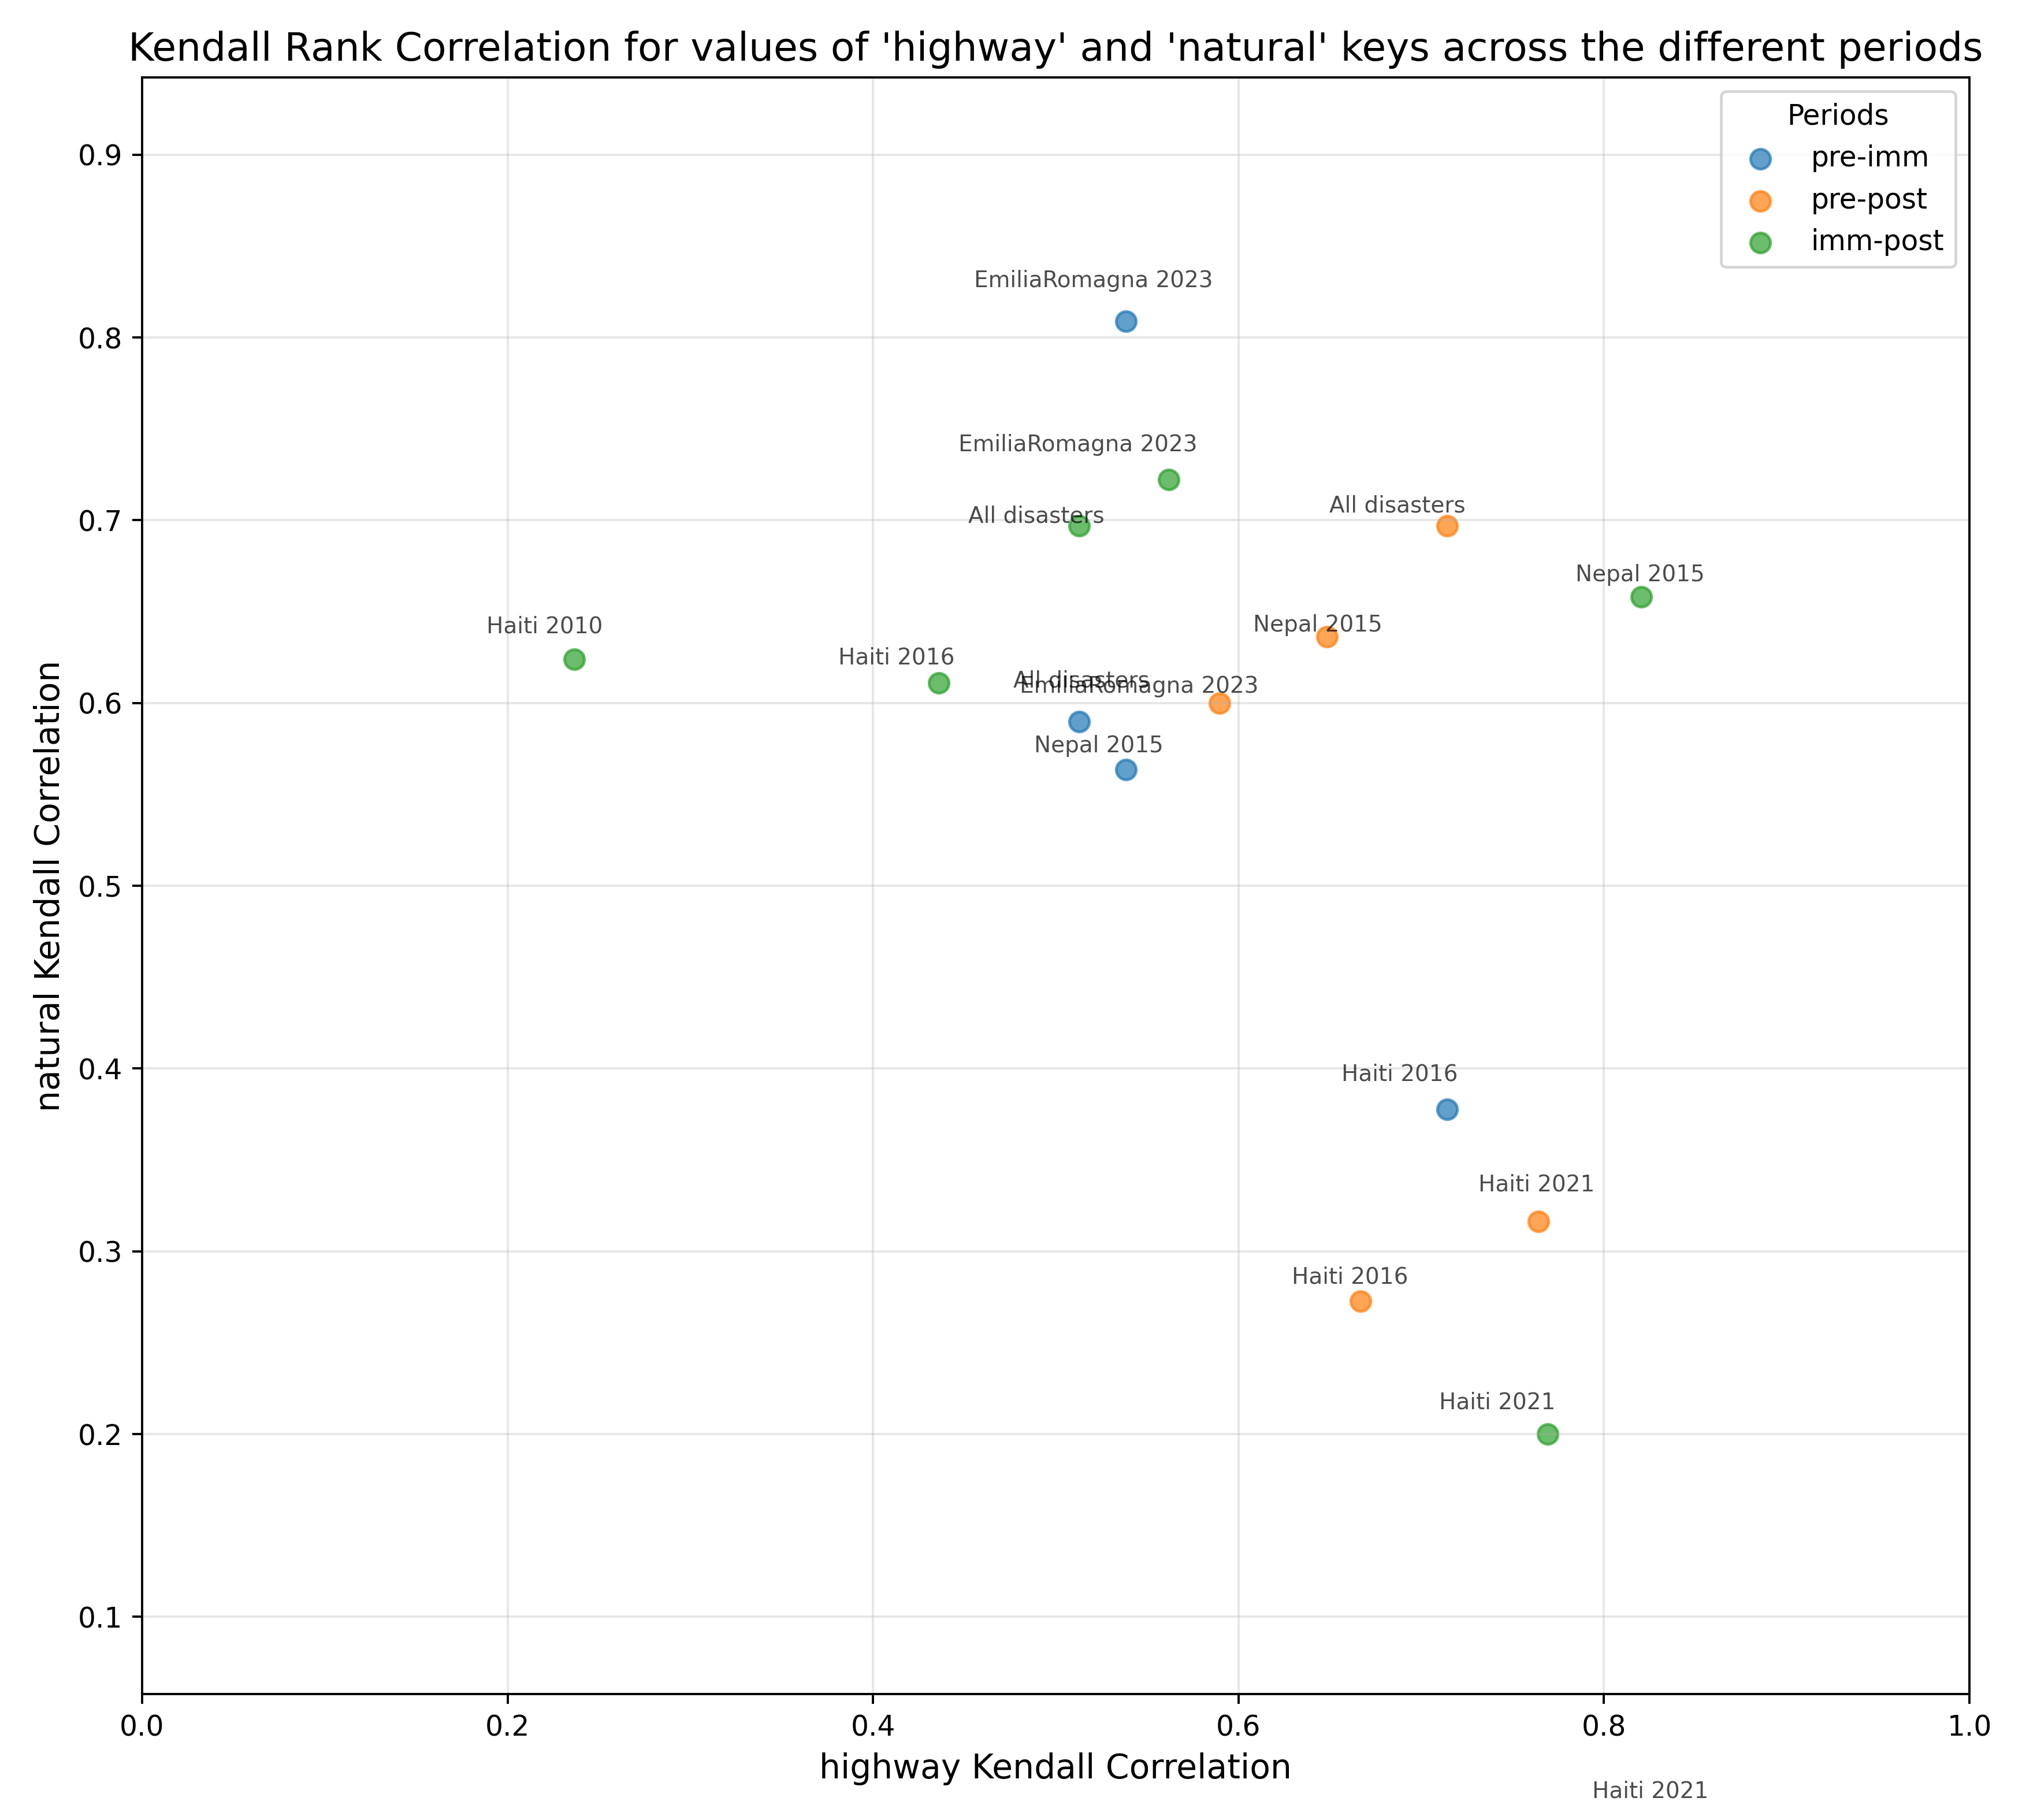 Kendall Rank Correlation for values of 'highway' and 'natural' keys across the different periods
Periods
pre-imm
pre-post
imm-post
0.9
0.8
0.7
0.6
0.5
0.4
0.3
0.2
0.1
natural Kendall Correlation
EmiliaRomagna 2023
EmiliaRomagna 2023
All disasters
All disasters
Nepal 2015
Nepal 2015
Haiti 2010
Haiti 2016
All disasters
EmiliaRomagna 2023
Nepal 2015
Haiti 2016
Haiti 2021
Haiti 2016
Haiti 2021
0.0
0.2
0.4
0.6
0.8
1.0
highway Kendall Correlation
Haiti 2021